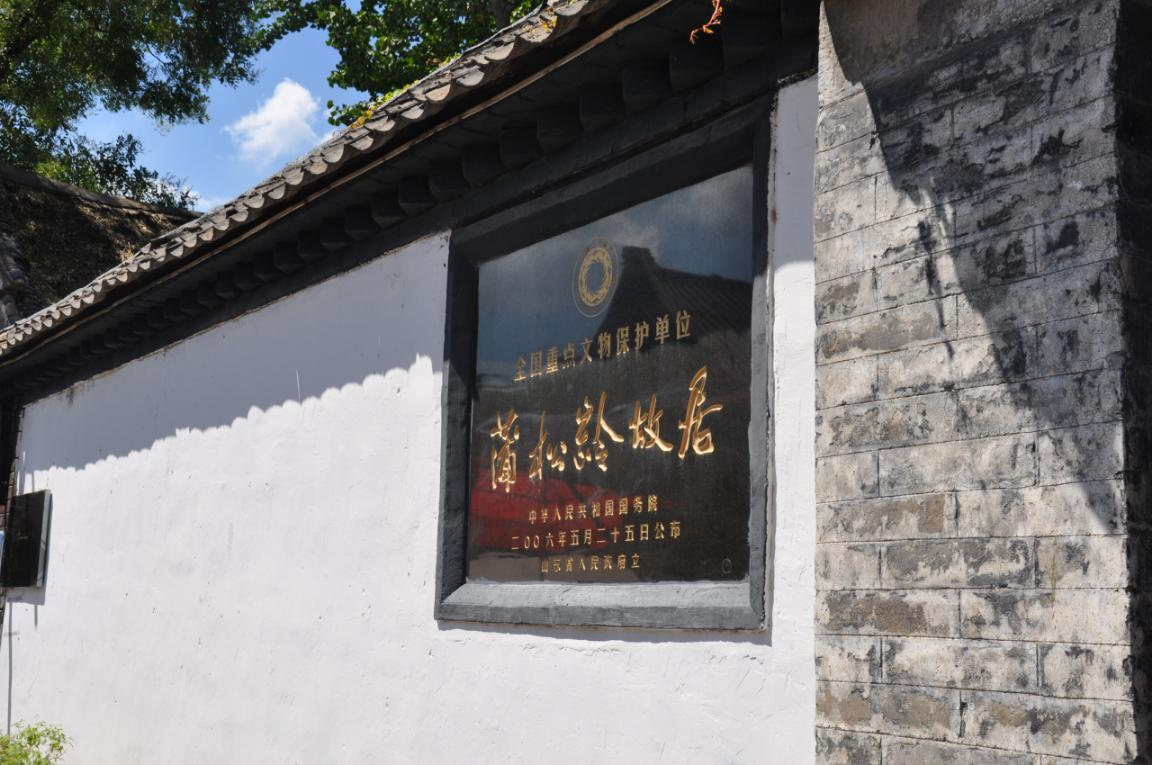 全国重点文物保护单位
蒲松龄故居
中华人民共和国国务院
二〇〇六年五月二十五日公布
山东省人民政府立